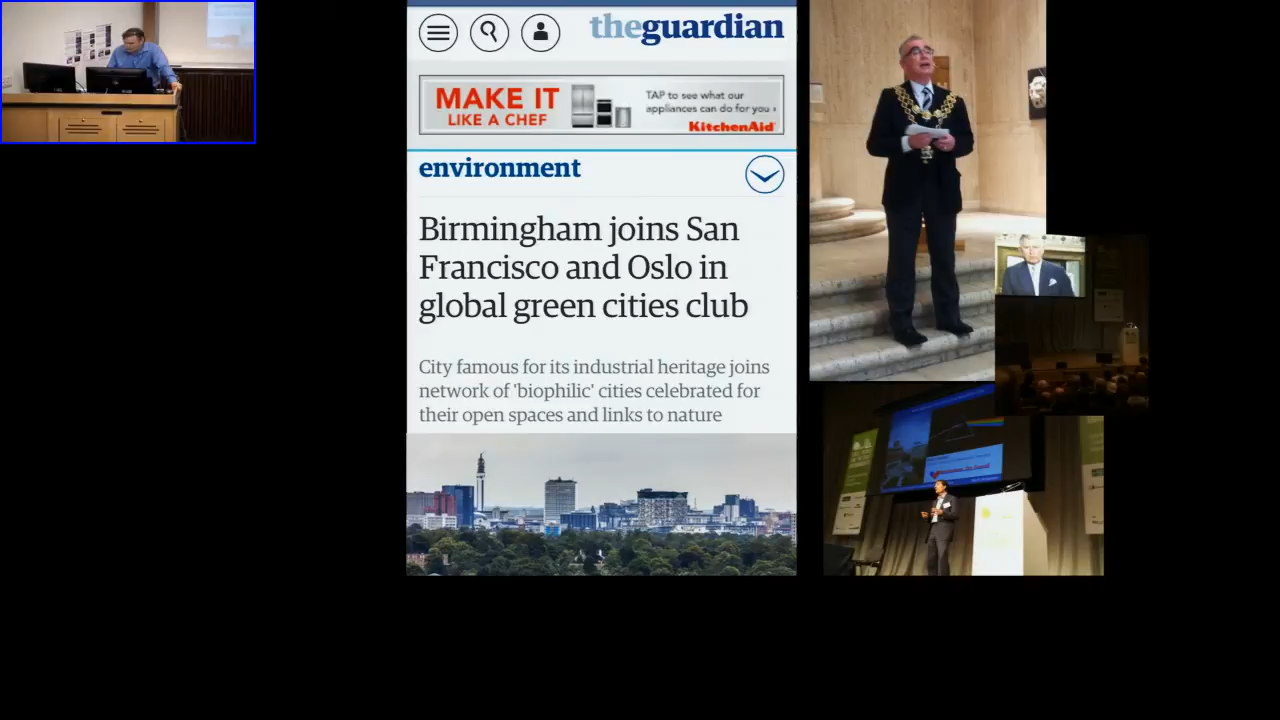 theguardian
MAKE IT
LIKE A CHEF
TAP to see what our
appliances can do for you ›
KitchenAid
environment
Birmingham joins San
Francisco and Oslo in
global green cities club
City famous for its industrial heritage joins
network of 'biophilic' cities celebrated for
their open spaces and links to nature